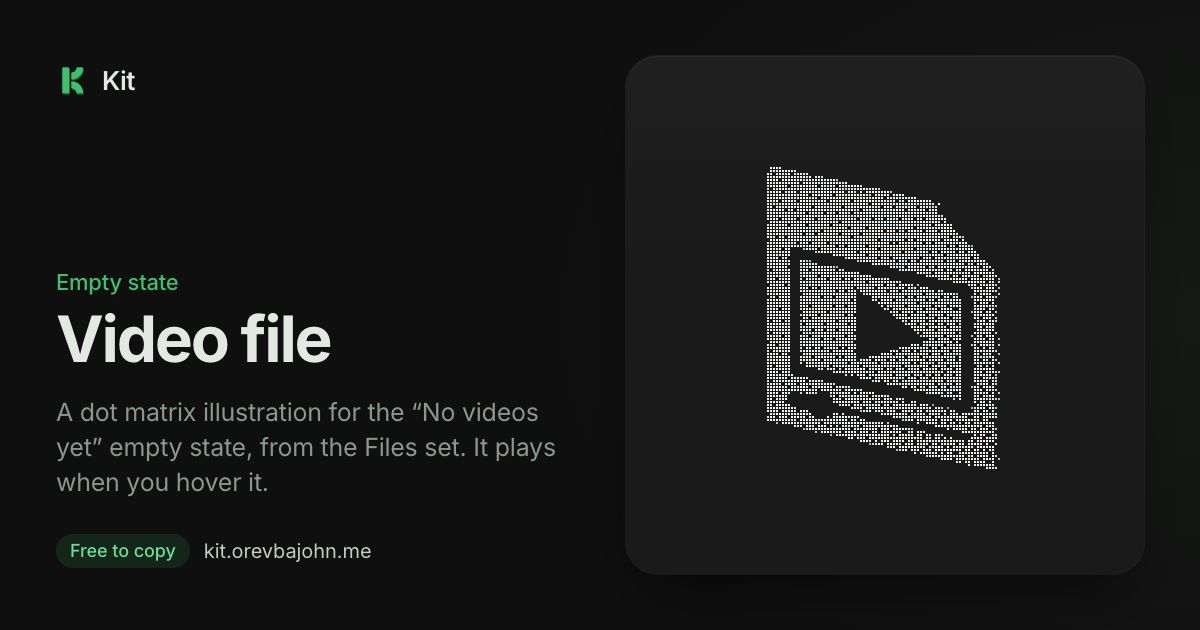 Kit
Empty state
Video file
A dot matrix illustration for the “No videos
yet” empty state, from the Files set. It plays
when you hover it.
Free to copy
kit.orevbajohn.me